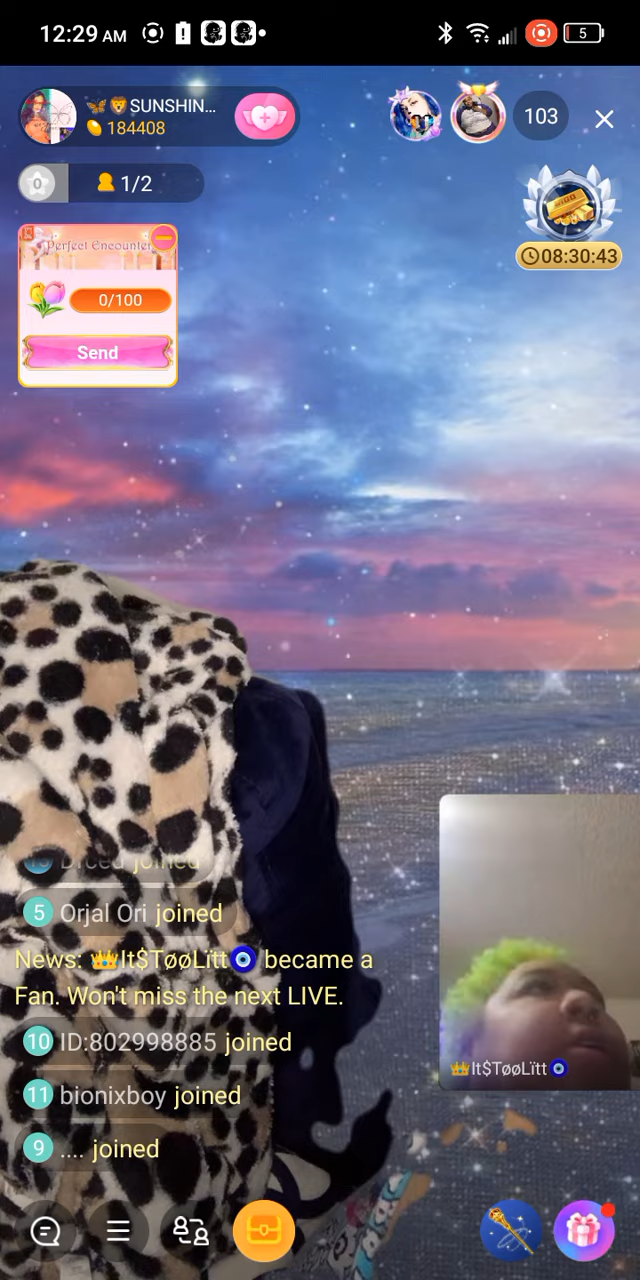 12:29 AM
5
🦋🦁SUNSHIN...
184408
103
0
1/2
08:30:43
Perfect Encounter
0/100
Send
joined
5 Orjal Ori joined
News: 👑It$TøøLïtt🧿 became a
Fan. Won't miss the next LIVE.
10 ID:802998885 joined
11 bionixboy joined
9 .... joined
👑It$TøøLïtt🧿